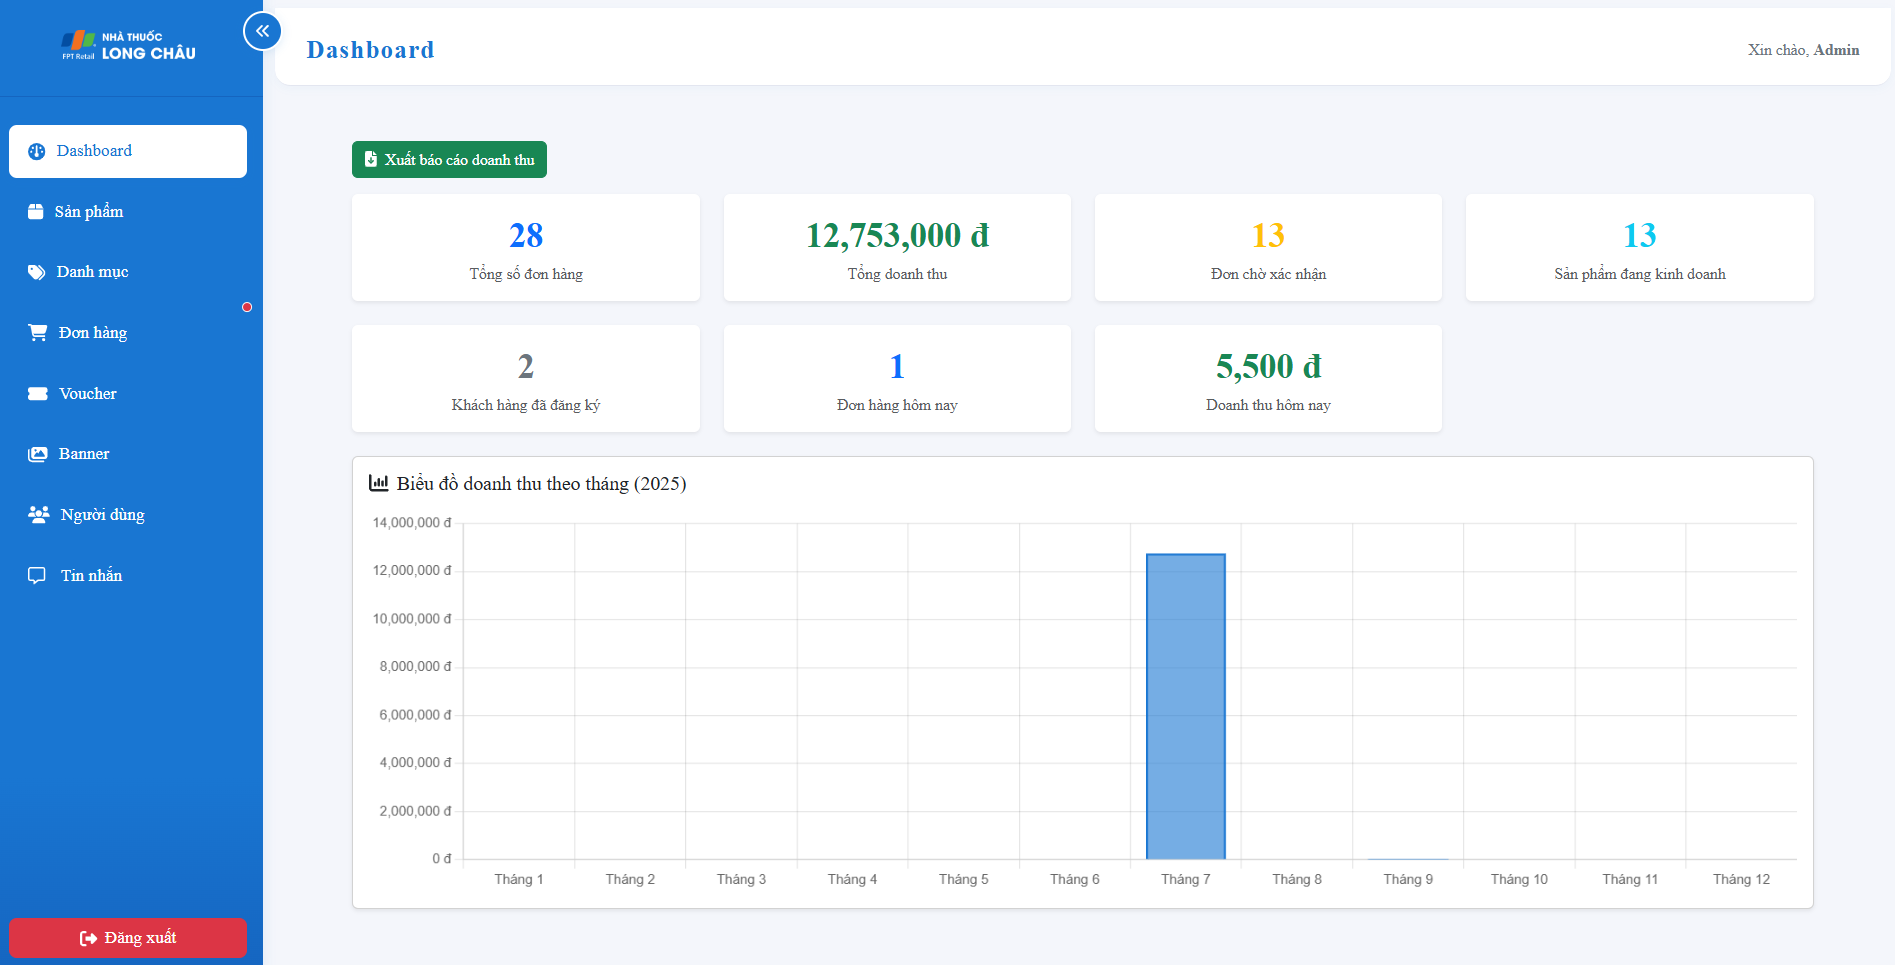 NHÀ THUỐC
FPT Retail LONG CHÂU
Dashboard
Sản phẩm
Danh mục
Đơn hàng
Voucher
Banner
Người dùng
Tin nhắn
Đăng xuất
Dashboard
Xin chào, Admin
Xuất báo cáo doanh thu
28
Tổng số đơn hàng
12,753,000 đ
Tổng doanh thu
13
Đơn chờ xác nhận
13
Sản phẩm đang kinh doanh
2
Khách hàng đã đăng ký
1
Đơn hàng hôm nay
5,500 đ
Doanh thu hôm nay
Biểu đồ doanh thu theo tháng (2025)
14,000,000 đ
12,000,000 đ
10,000,000 đ
8,000,000 đ
6,000,000 đ
4,000,000 đ
2,000,000 đ
0 đ
Tháng 1 Tháng 2 Tháng 3 Tháng 4 Tháng 5 Tháng 6 Tháng 7 Tháng 8 Tháng 9 Tháng 10 Tháng 11 Tháng 12